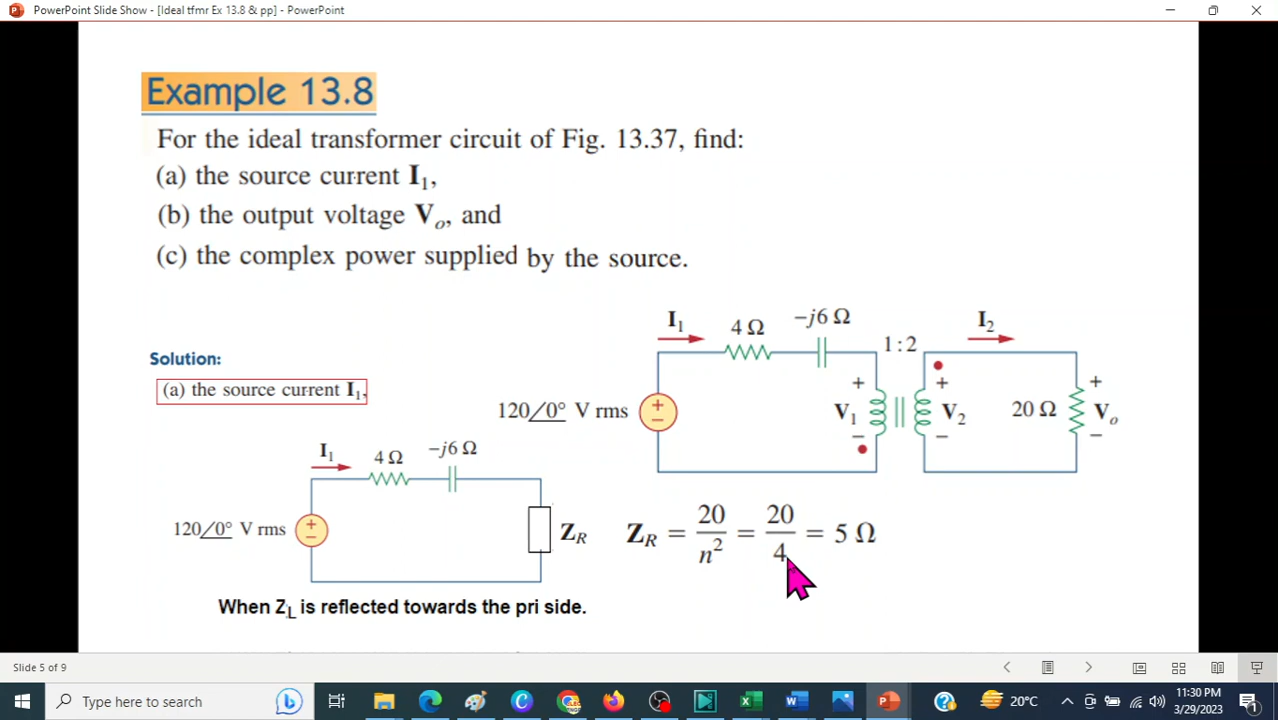 PowerPoint Slide Show - [Ideal tfmr Ex 13.8 & pp] - PowerPoint
Example 13.8
For the ideal transformer circuit of Fig. 13.37, find:
(a) the source current I₁,
(b) the output voltage Vₒ, and
(c) the complex power supplied by the source.
Solution:
(a) the source current I₁,
I₁
4 Ω
−j6 Ω
1 : 2
I₂
120/0° V rms
+
−
+
V₁
−
+
V₂
−
20 Ω
+
Vₒ
−
I₁
4 Ω
−j6 Ω
120/0° V rms
+
−
Z_R
Z_R = 20/n² = 20/4 = 5 Ω
When Z_L is reflected towards the pri side.
Slide 5 of 9
Type here to search
20°C
11:30 PM
3/29/2023
1